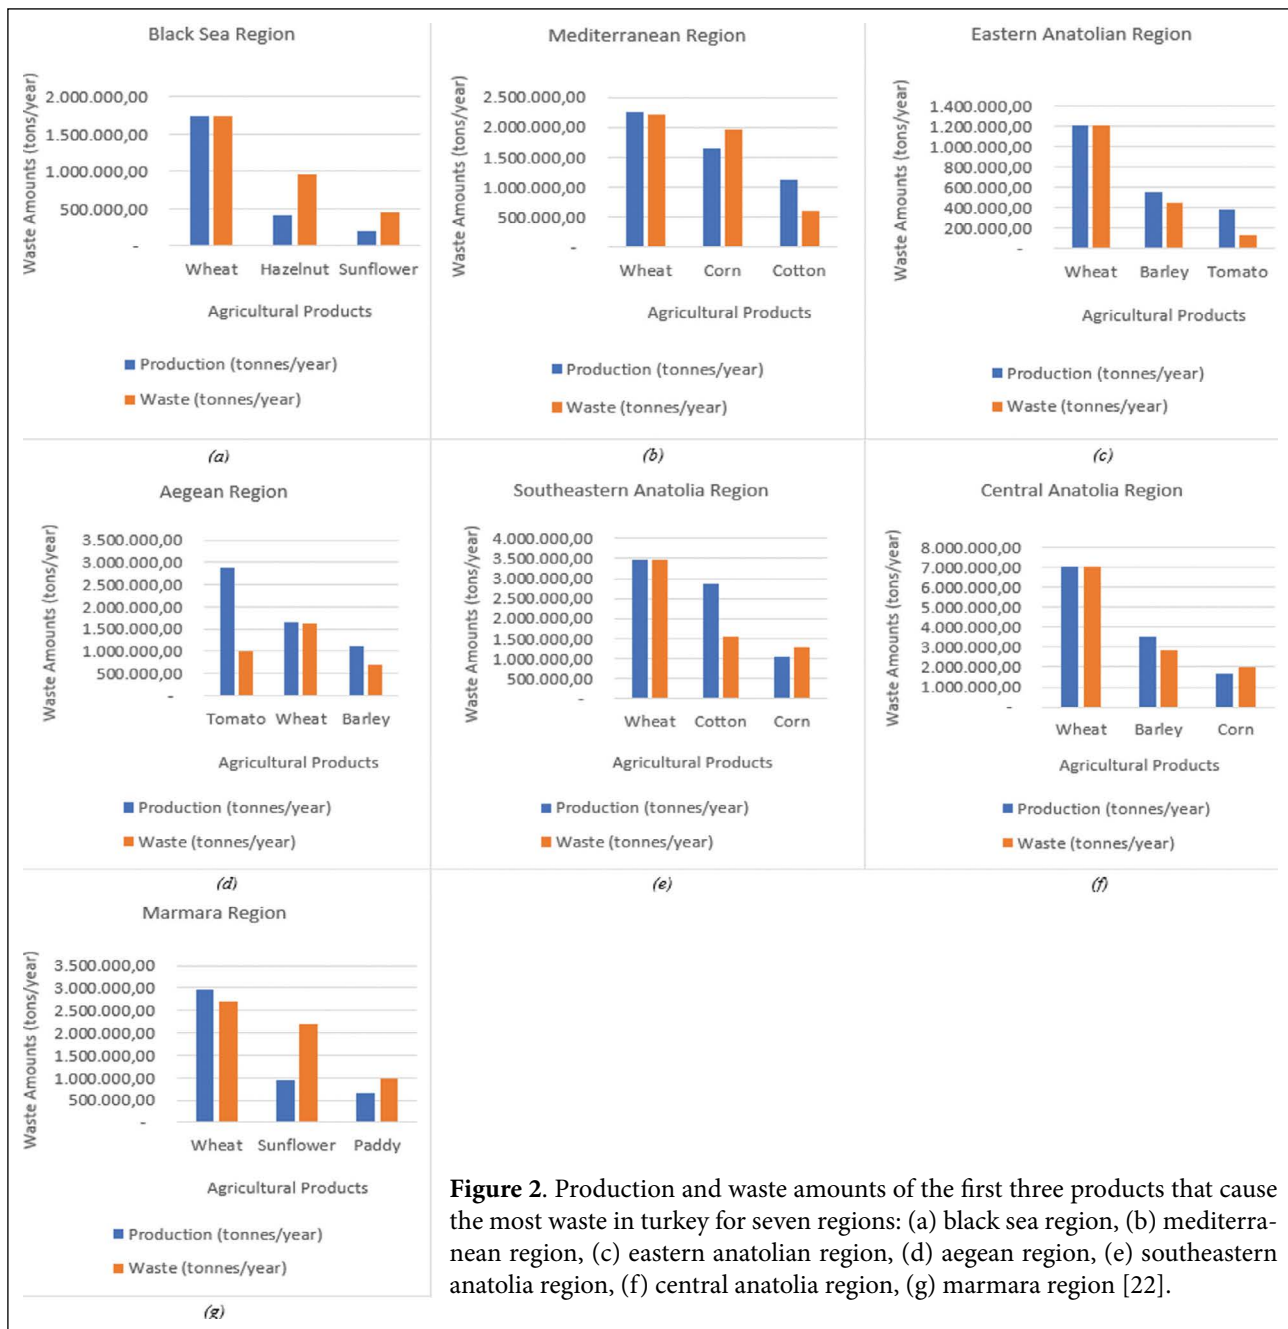 Black Sea Region
Waste Amounts (tons/year)
2.000.000,00
1.500.000,00
1.000.000,00
500.000,00
-
Wheat Hazelnut Sunflower
Agricultural Products
Production (tonnes/year)
Waste (tonnes/year)
(a)
Mediterranean Region
Waste Amounts (tons/year)
2.500.000,00
2.000.000,00
1.500.000,00
1.000.000,00
500.000,00
-
Wheat Corn Cotton
Agricultural Products
Production (tonnes/year)
Waste (tonnes/year)
(b)
Eastern Anatolian Region
Waste Amounts (tons/year)
1.400.000,00
1.200.000,00
1.000.000,00
800.000,00
600.000,00
400.000,00
200.000,00
-
Wheat Barley Tomato
Agricultural Products
Production (tonnes/year)
Waste (tonnes/year)
(c)
Aegean Region
Waste Amounts (tons/year)
3.500.000,00
3.000.000,00
2.500.000,00
2.000.000,00
1.500.000,00
1.000.000,00
500.000,00
-
Tomato Wheat Barley
Agricultural Products
Production (tonnes/year)
Waste (tonnes/year)
(d)
Southeastern Anatolia Region
Waste Amounts (tons/year)
4.000.000,00
3.500.000,00
3.000.000,00
2.500.000,00
2.000.000,00
1.500.000,00
1.000.000,00
500.000,00
-
Wheat Cotton Corn
Agricultural Products
Production (tonnes/year)
Waste (tonnes/year)
(e)
Central Anatolia Region
Waste Amounts (tons/year)
8.000.000,00
7.000.000,00
6.000.000,00
5.000.000,00
4.000.000,00
3.000.000,00
2.000.000,00
1.000.000,00
-
Wheat Barley Corn
Agricultural Products
Production (tonnes/year)
Waste (tonnes/year)
(f)
Marmara Region
Waste Amounts (tons/year)
3.500.000,00
3.000.000,00
2.500.000,00
2.000.000,00
1.500.000,00
1.000.000,00
500.000,00
-
Wheat Sunflower Paddy
Agricultural Products
Production (tonnes/year)
Waste (tonnes/year)
(g)
Figure 2. Production and waste amounts of the first three products that cause
the most waste in turkey for seven regions: (a) black sea region, (b) mediterra-
nean region, (c) eastern anatolian region, (d) aegean region, (e) southeastern
anatolia region, (f) central anatolia region, (g) marmara region [22].